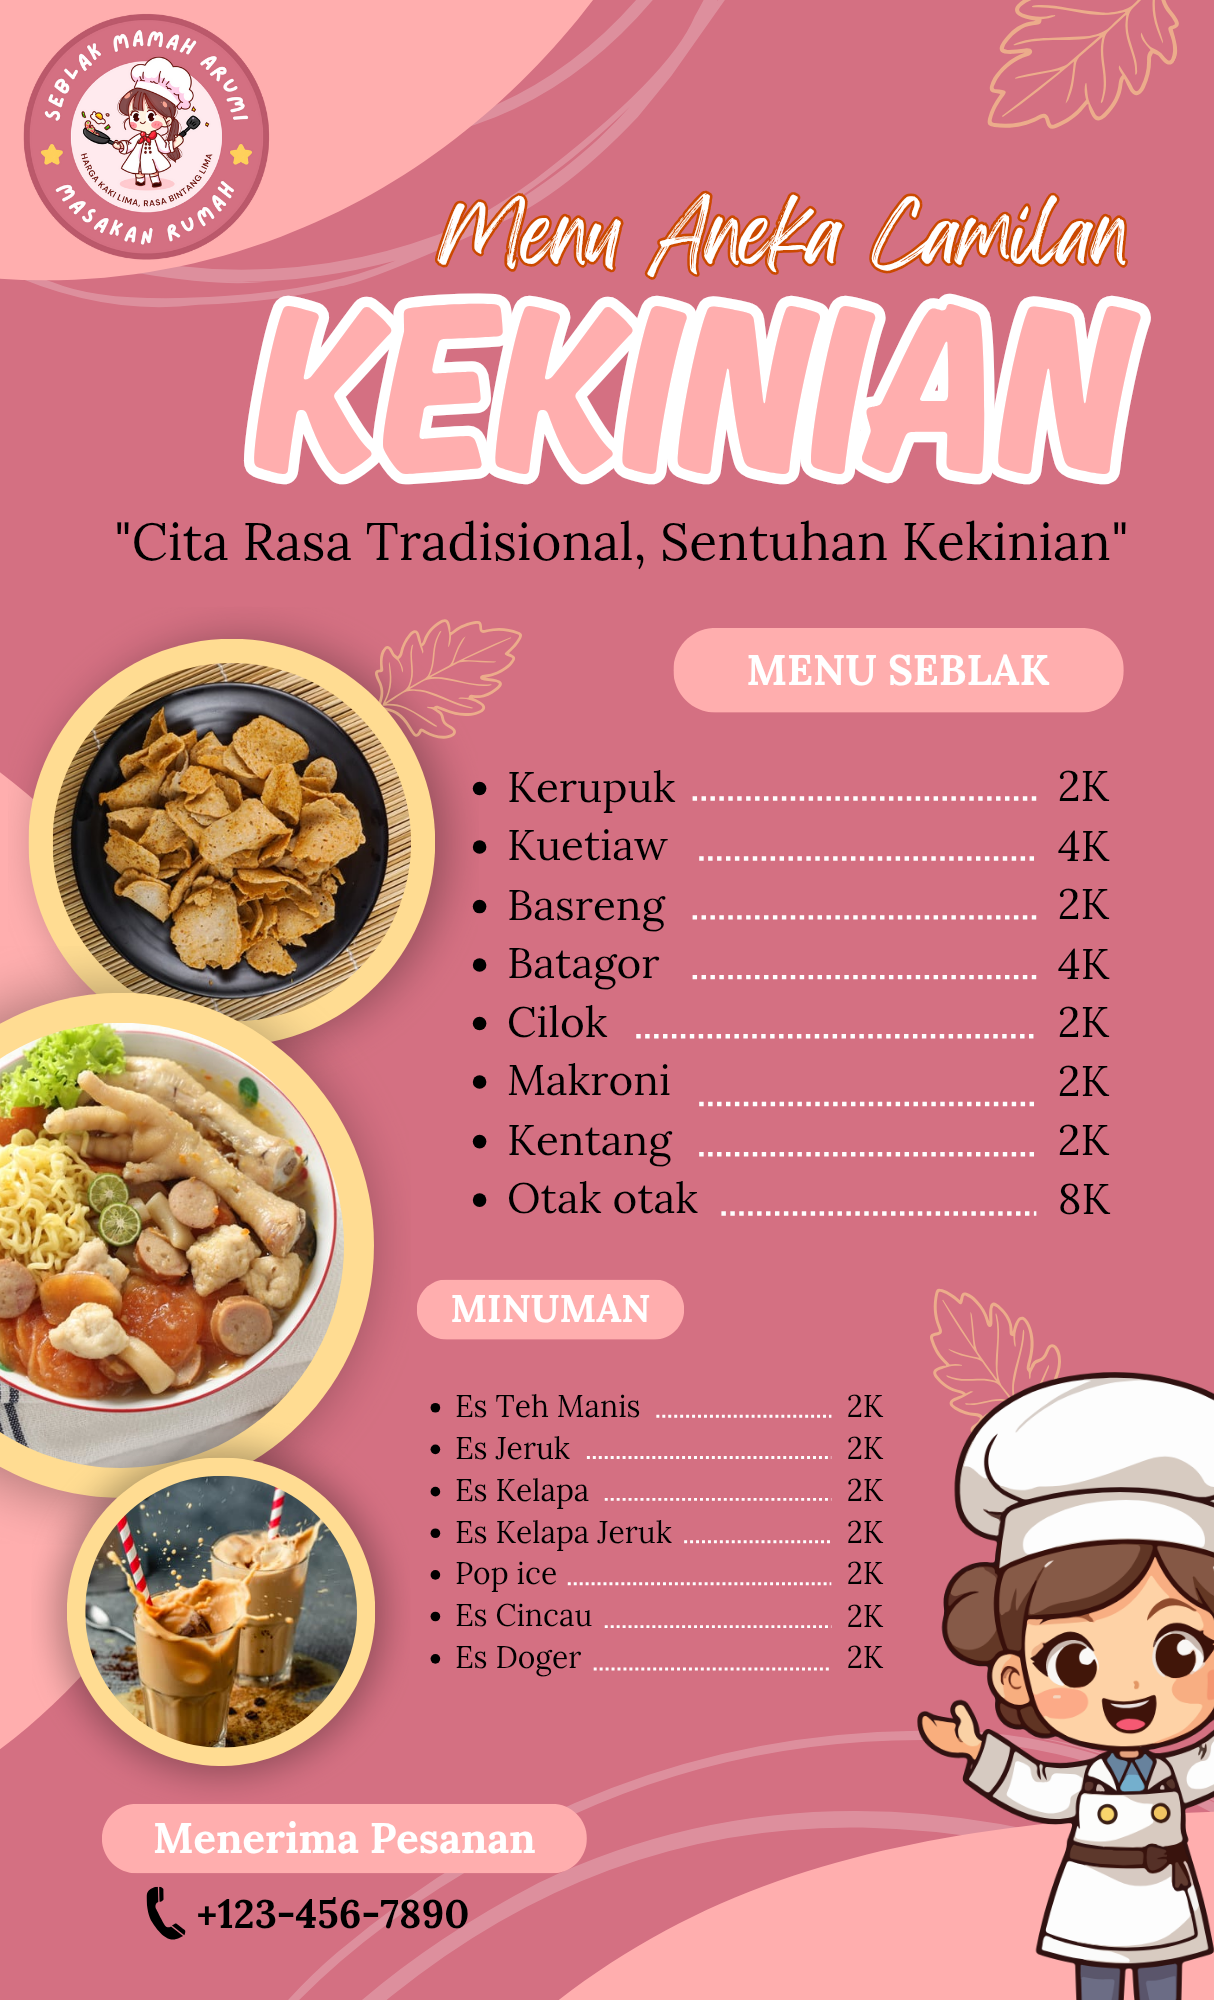 SEBLAK MAMAH ARUMI
HARGA KAKI LIMA, RASA BINTANG LIMA
MASAKAN RUMAH
Menu Aneka Camilan
KEKINIAN
"Cita Rasa Tradisional, Sentuhan Kekinian"
MENU SEBLAK
• Kerupuk ........ 2K
• Kuetiaw ........ 4K
• Basreng ........ 2K
• Batagor ........ 4K
• Cilok ........ 2K
• Makroni ........ 2K
• Kentang ........ 2K
• Otak otak ........ 8K
MINUMAN
• Es Teh Manis ........ 2K
• Es Jeruk ........ 2K
• Es Kelapa ........ 2K
• Es Kelapa Jeruk ........ 2K
• Pop ice ........ 2K
• Es Cincau ........ 2K
• Es Doger ........ 2K
Menerima Pesanan
+123-456-7890